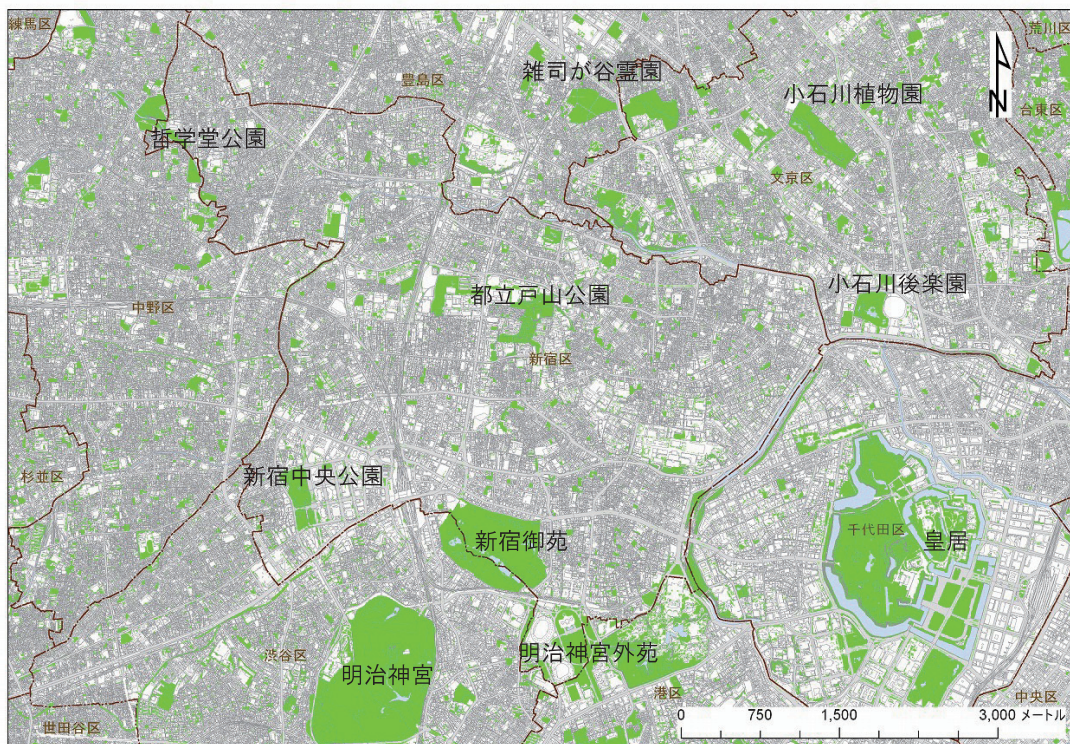 練馬区
荒川区
豊島区
雑司が谷霊園
小石川植物園
台東区
哲学堂公園
文京区
小石川後楽園
都立戸山公園
中野区
新宿区
杉並区
新宿中央公園
千代田区
新宿御苑
皇居
渋谷区
明治神宮
明治神宮外苑
港区
中央区
世田谷区
0 750 1,500 3,000 メートル